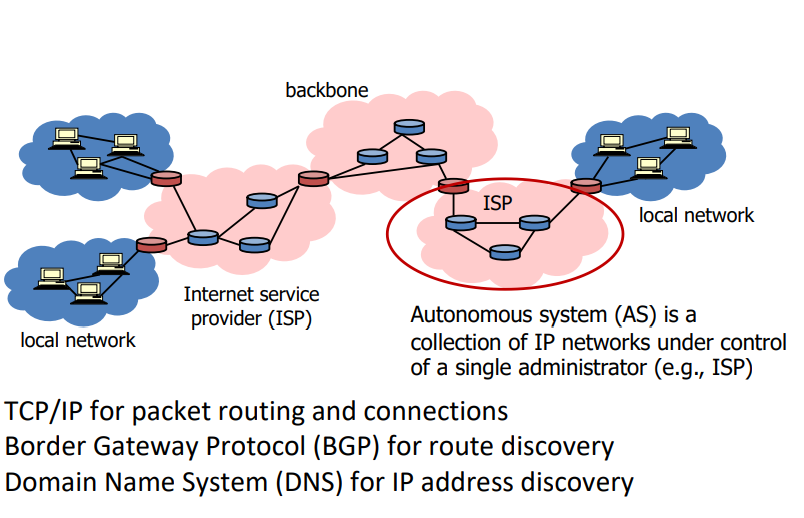 backbone
ISP
local network
Internet service
provider (ISP)
local network
Autonomous system (AS) is a
collection of IP networks under control
of a single administrator (e.g., ISP)
TCP/IP for packet routing and connections
Border Gateway Protocol (BGP) for route discovery
Domain Name System (DNS) for IP address discovery